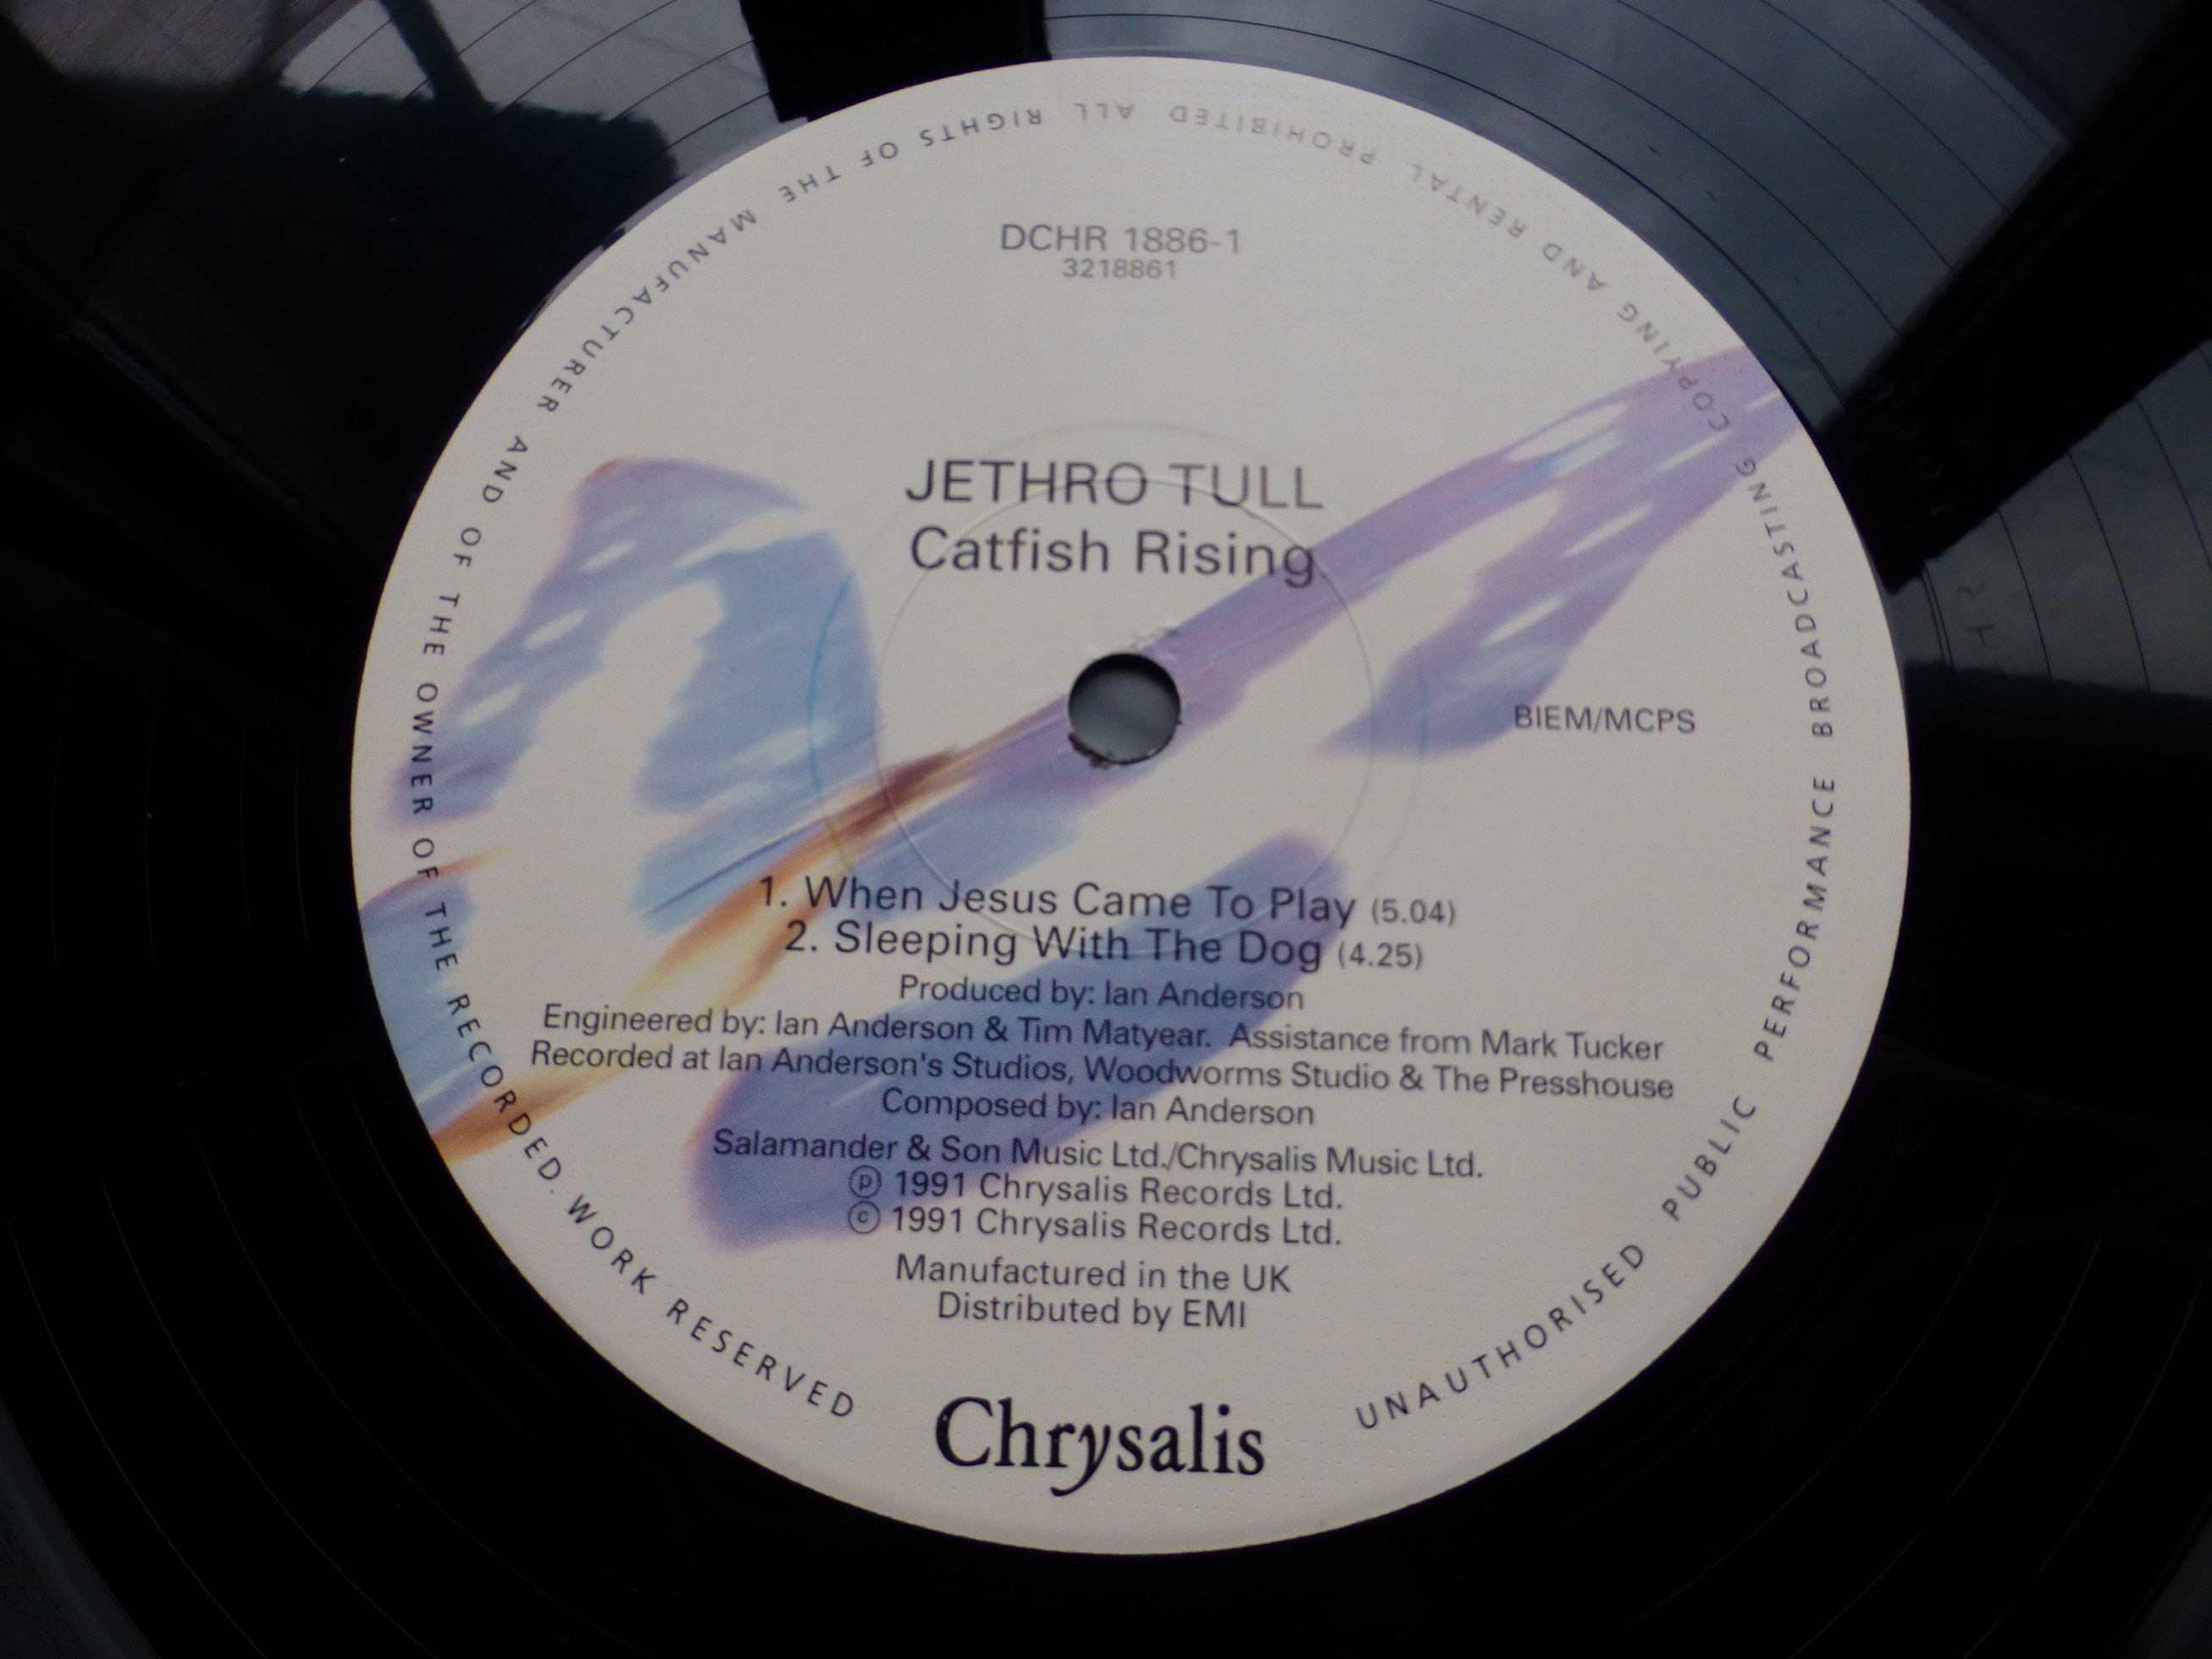 DCHR 1886-1
3218861
JETHRO TULL
Catfish Rising
BIEM/MCPS
1. When Jesus Came To Play (5.04)
2. Sleeping With The Dog (4.25)
Produced by: Ian Anderson
Engineered by: Ian Anderson & Tim Matyear. Assistance from Mark Tucker
Recorded at Ian Anderson's Studios, Woodworms Studio & The Presshouse
Composed by: Ian Anderson
Salamander & Son Music Ltd./Chrysalis Music Ltd.
ⓟ 1991 Chrysalis Records Ltd.
ⓒ 1991 Chrysalis Records Ltd.
Manufactured in the UK
Distributed by EMI
Chrysalis
UNAUTHORISED PUBLIC PERFORMANCE BROADCASTING COPYING AND RENTAL PROHIBITED ALL RIGHTS OF THE MANUFACTURER AND OF THE OWNER OF THE RECORDED. WORK RESERVED